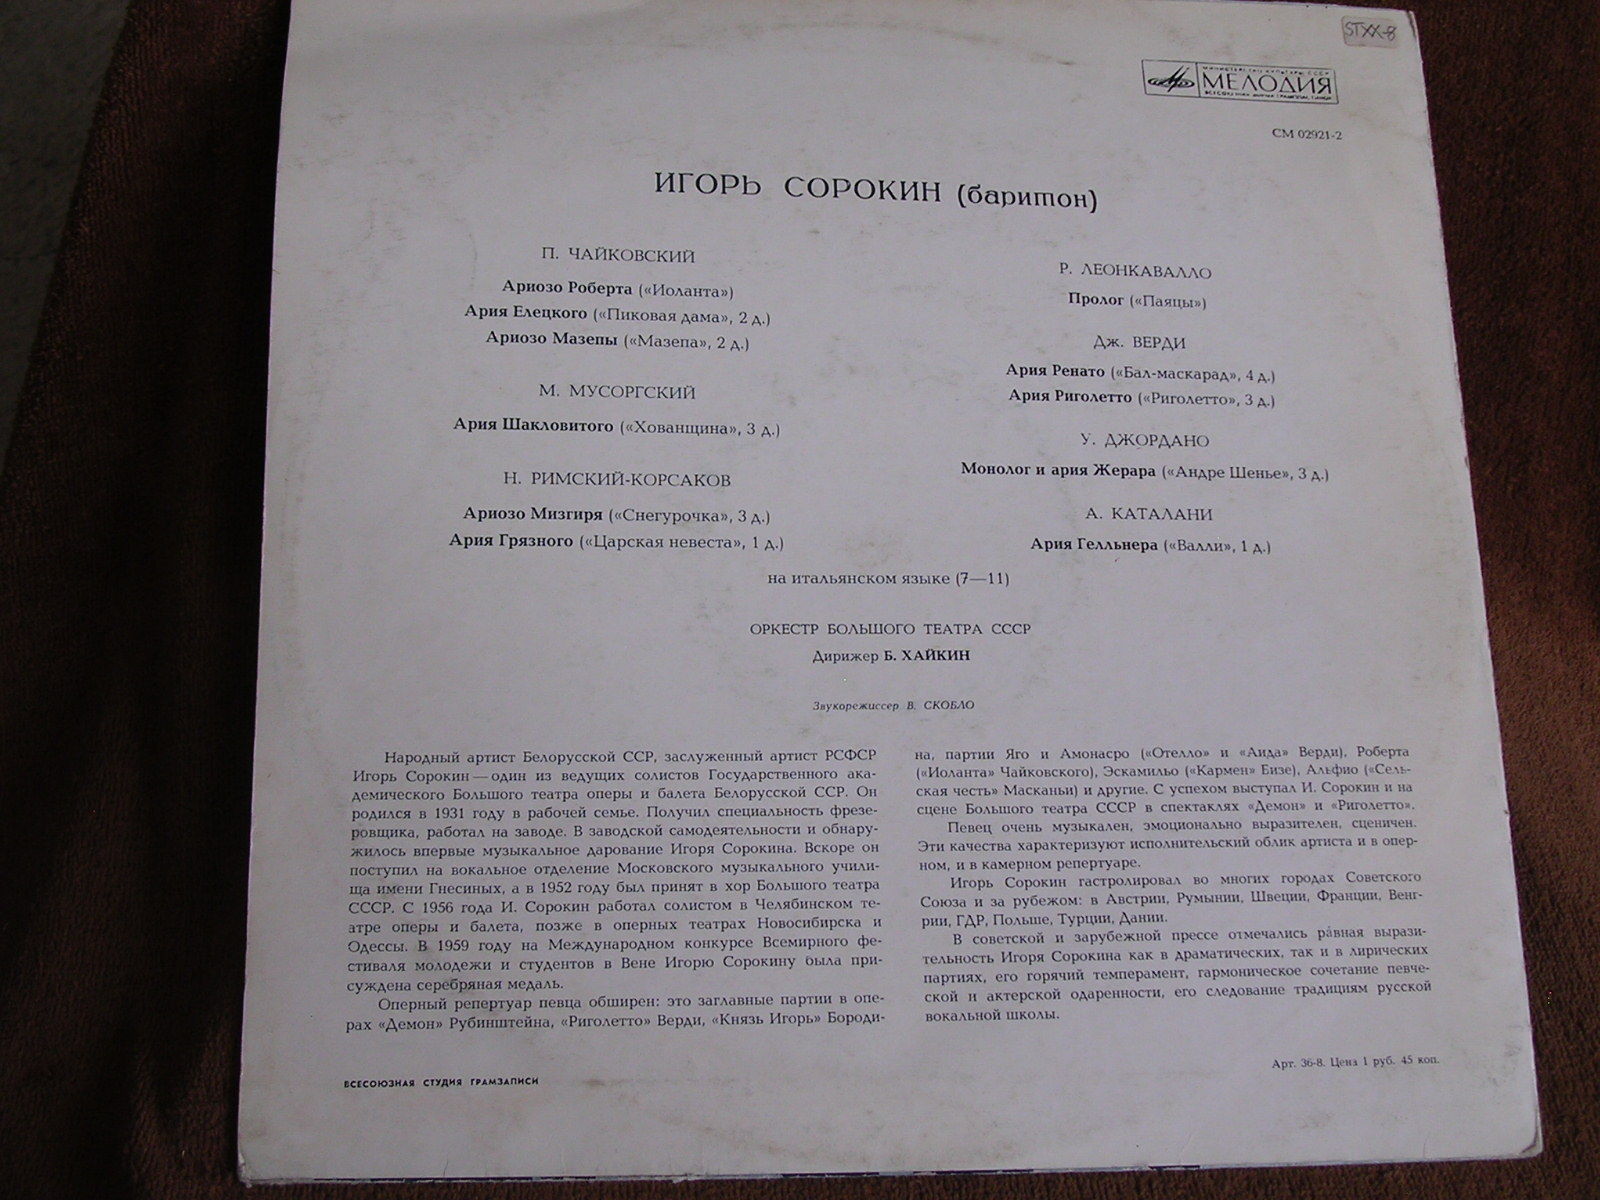 STXX-8
МИНИСТЕРСТВО КУЛЬТУРЫ СССР
МЕЛОДИЯ
СМ 02921-2
ИГОРЬ СОРОКИН (баритон)
П. ЧАЙКОВСКИЙ
Ариозо Роберта («Иоланта»)
Ария Елецкого («Пиковая дама», 2 д.)
Ариозо Мазепы («Мазепа», 2 д.)
М. МУСОРГСКИЙ
Ария Шакловитого («Хованщина», 3 д.)
Н. РИМСКИЙ-КОРСАКОВ
Ариозо Мизгиря («Снегурочка», 3 д.)
Ария Грязного («Царская невеста», 1 д.)
Р. ЛЕОНКАВАЛЛО
Пролог («Паяцы»)
Дж. ВЕРДИ
Ария Ренато («Бал-маскарад», 4 д.)
Ария Риголетто («Риголетто», 3 д.)
У. ДЖОРДАНО
Монолог и ария Жерара («Андре Шенье», 3 д.)
А. КАТАЛАНИ
Ария Гелльнера («Валли», 1 д.)
на итальянском языке (7—11)
ОРКЕСТР БОЛЬШОГО ТЕАТРА СССР
Дирижер Б. ХАЙКИН
Звукорежиссер В. СКОБЛО
Народный артист Белорусской ССР, заслуженный артист РСФСР
Игорь Сорокин — один из ведущих солистов Государственного ака-
демического Большого театра оперы и балета Белорусской ССР. Он
родился в 1931 году в рабочей семье. Получил специальность фрезе-
ровщика, работал на заводе. В заводской самодеятельности и обнару-
жилось впервые музыкальное дарование Игоря Сорокина. Вскоре он
поступил на вокальное отделение Московского музыкального учили-
ща имени Гнесиных, а в 1952 году был принят в хор Большого театра
СССР. С 1956 года И. Сорокин работал солистом в Челябинском те-
атре оперы и балета, позже в оперных театрах Новосибирска и
Одессы. В 1959 году на Международном конкурсе Всемирного фе-
стиваля молодежи и студентов в Вене Игорю Сорокину была при-
суждена серебряная медаль.
Оперный репертуар певца обширен: это заглавные партии в опе-
рах «Демон» Рубинштейна, «Риголетто» Верди, «Князь Игорь» Бороди-
на, партии Яго и Амонасро («Отелло» и «Аида» Верди), Роберта
(«Иоланта» Чайковского), Эскамильо («Кармен» Бизе), Альфио («Сель-
ская честь» Масканьи) и другие. С успехом выступал И. Сорокин и на
сцене Большого театра СССР в спектаклях «Демон» и «Риголетто».
Певец очень музыкален, эмоционально выразителен, сценичен.
Эти качества характеризуют исполнительский облик артиста и в опер-
ном, и в камерном репертуаре.
Игорь Сорокин гастролировал во многих городах Советского
Союза и за рубежом: в Австрии, Румынии, Швеции, Франции, Венг-
рии, ГДР, Польше, Турции, Дании.
В советской и зарубежной прессе отмечались равная вырази-
тельность Игоря Сорокина как в драматических, так и в лирических
партиях, его горячий темперамент, гармоническое сочетание певче-
ской и актерской одаренности, его следование традициям русской
вокальной школы.
ВСЕСОЮЗНАЯ СТУДИЯ ГРАМЗАПИСИ
Арт. 36-8. Цена 1 руб. 45 коп.